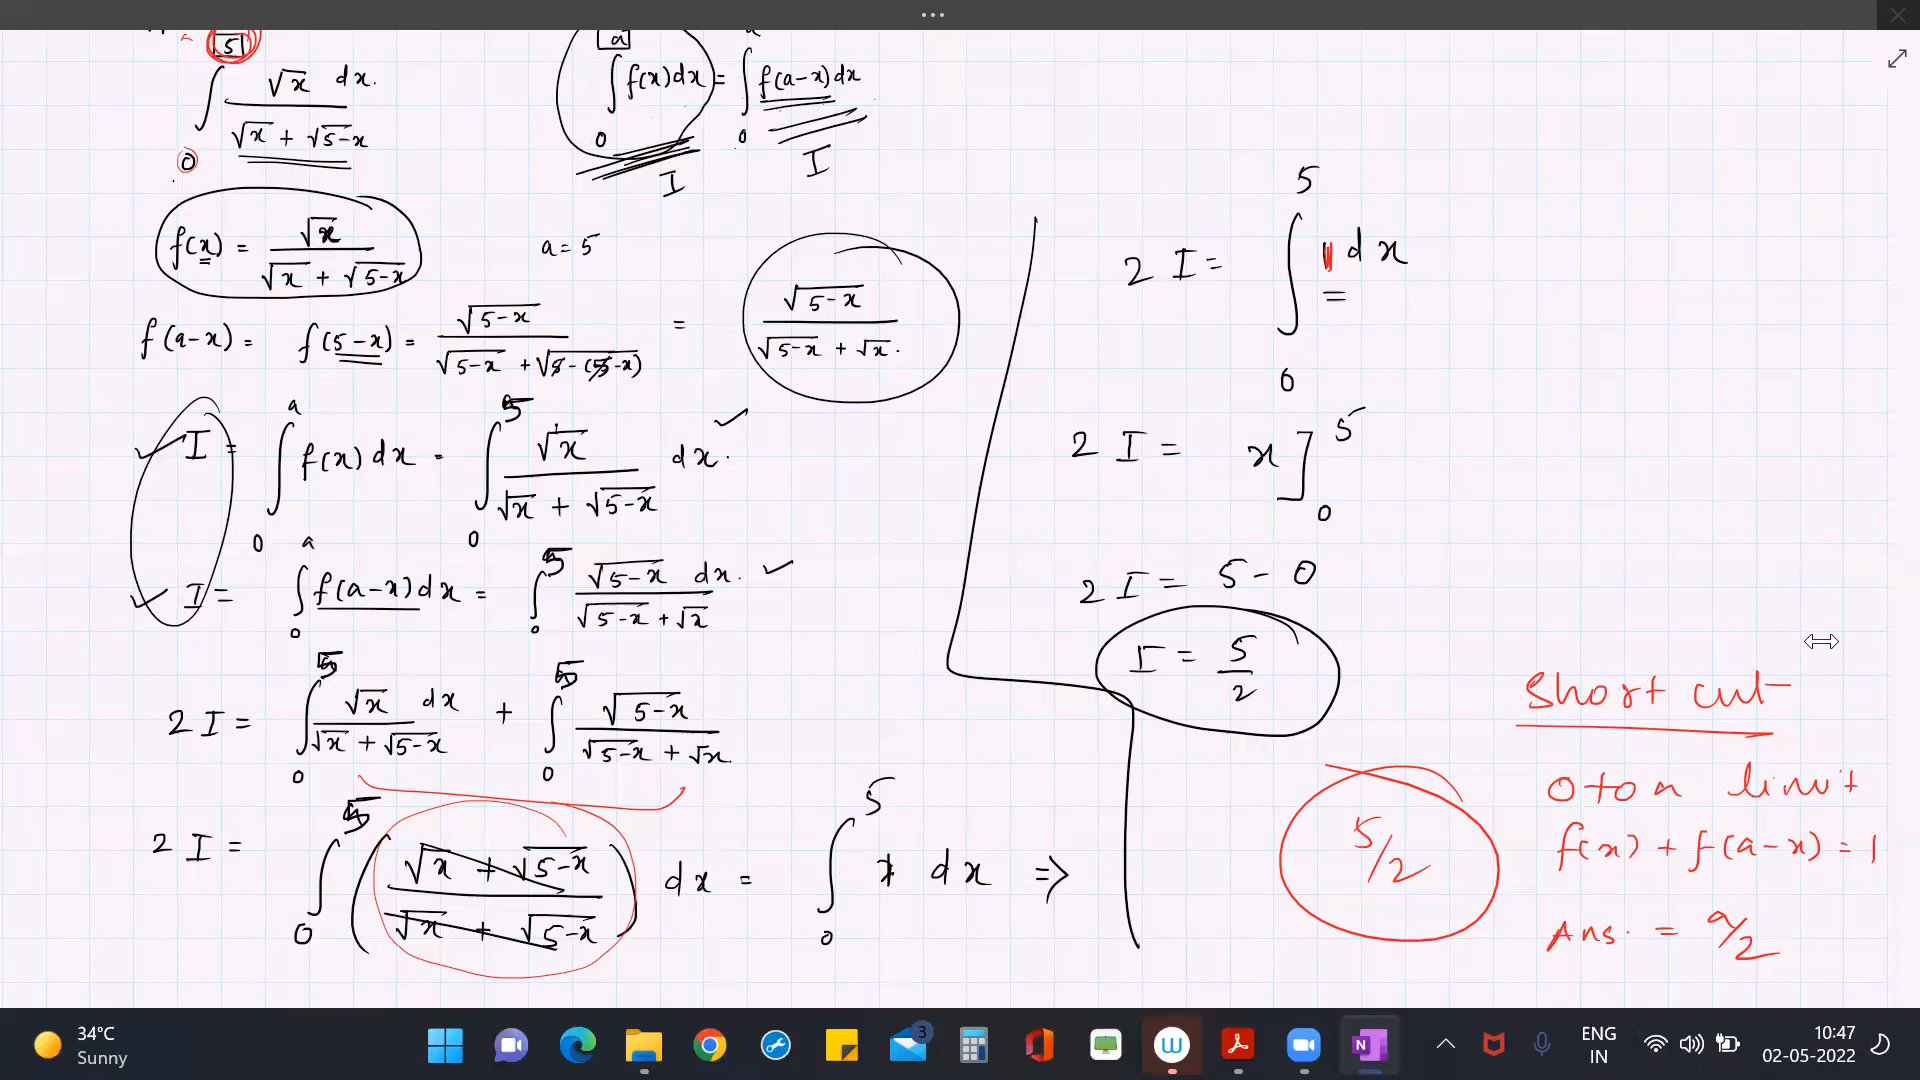 ∫₀⁵ √x dx. / (√x + √5-x)
∫₀ᵃ f(x)dx = ∫₀ᵃ f(a-x)dx
I I
f(x) = √x / (√x + √5-x)
a = 5
f(a-x) = f(5-x) = √5-x / (√5-x + √5-(5-x)) = √5-x / (√5-x + √x).
I = ∫₀ᵃ f(x)dx = ∫₀⁵ √x / (√x + √5-x) dx.
I = ∫₀ᵃ f(a-x)dx = ∫₀⁵ √5-x dx. / (√5-x + √x)
2I = ∫₀⁵ √x dx / (√x + √5-x) + ∫₀⁵ √5-x / (√5-x + √x).
2I = ∫₀⁵ ( (√x + √5-x) / (√x + √5-x) ) dx = ∫₀⁵ 1 dx ⇒
2I = ∫₀⁵ 1 dx
2I = x]₀⁵
2I = 5 - 0
I = 5/2
Short cut
0 to a limit
f(x) + f(a-x) = 1
Ans. = a/2
5/2
34°C
Sunny
3
ENG
IN
10:47
02-05-2022